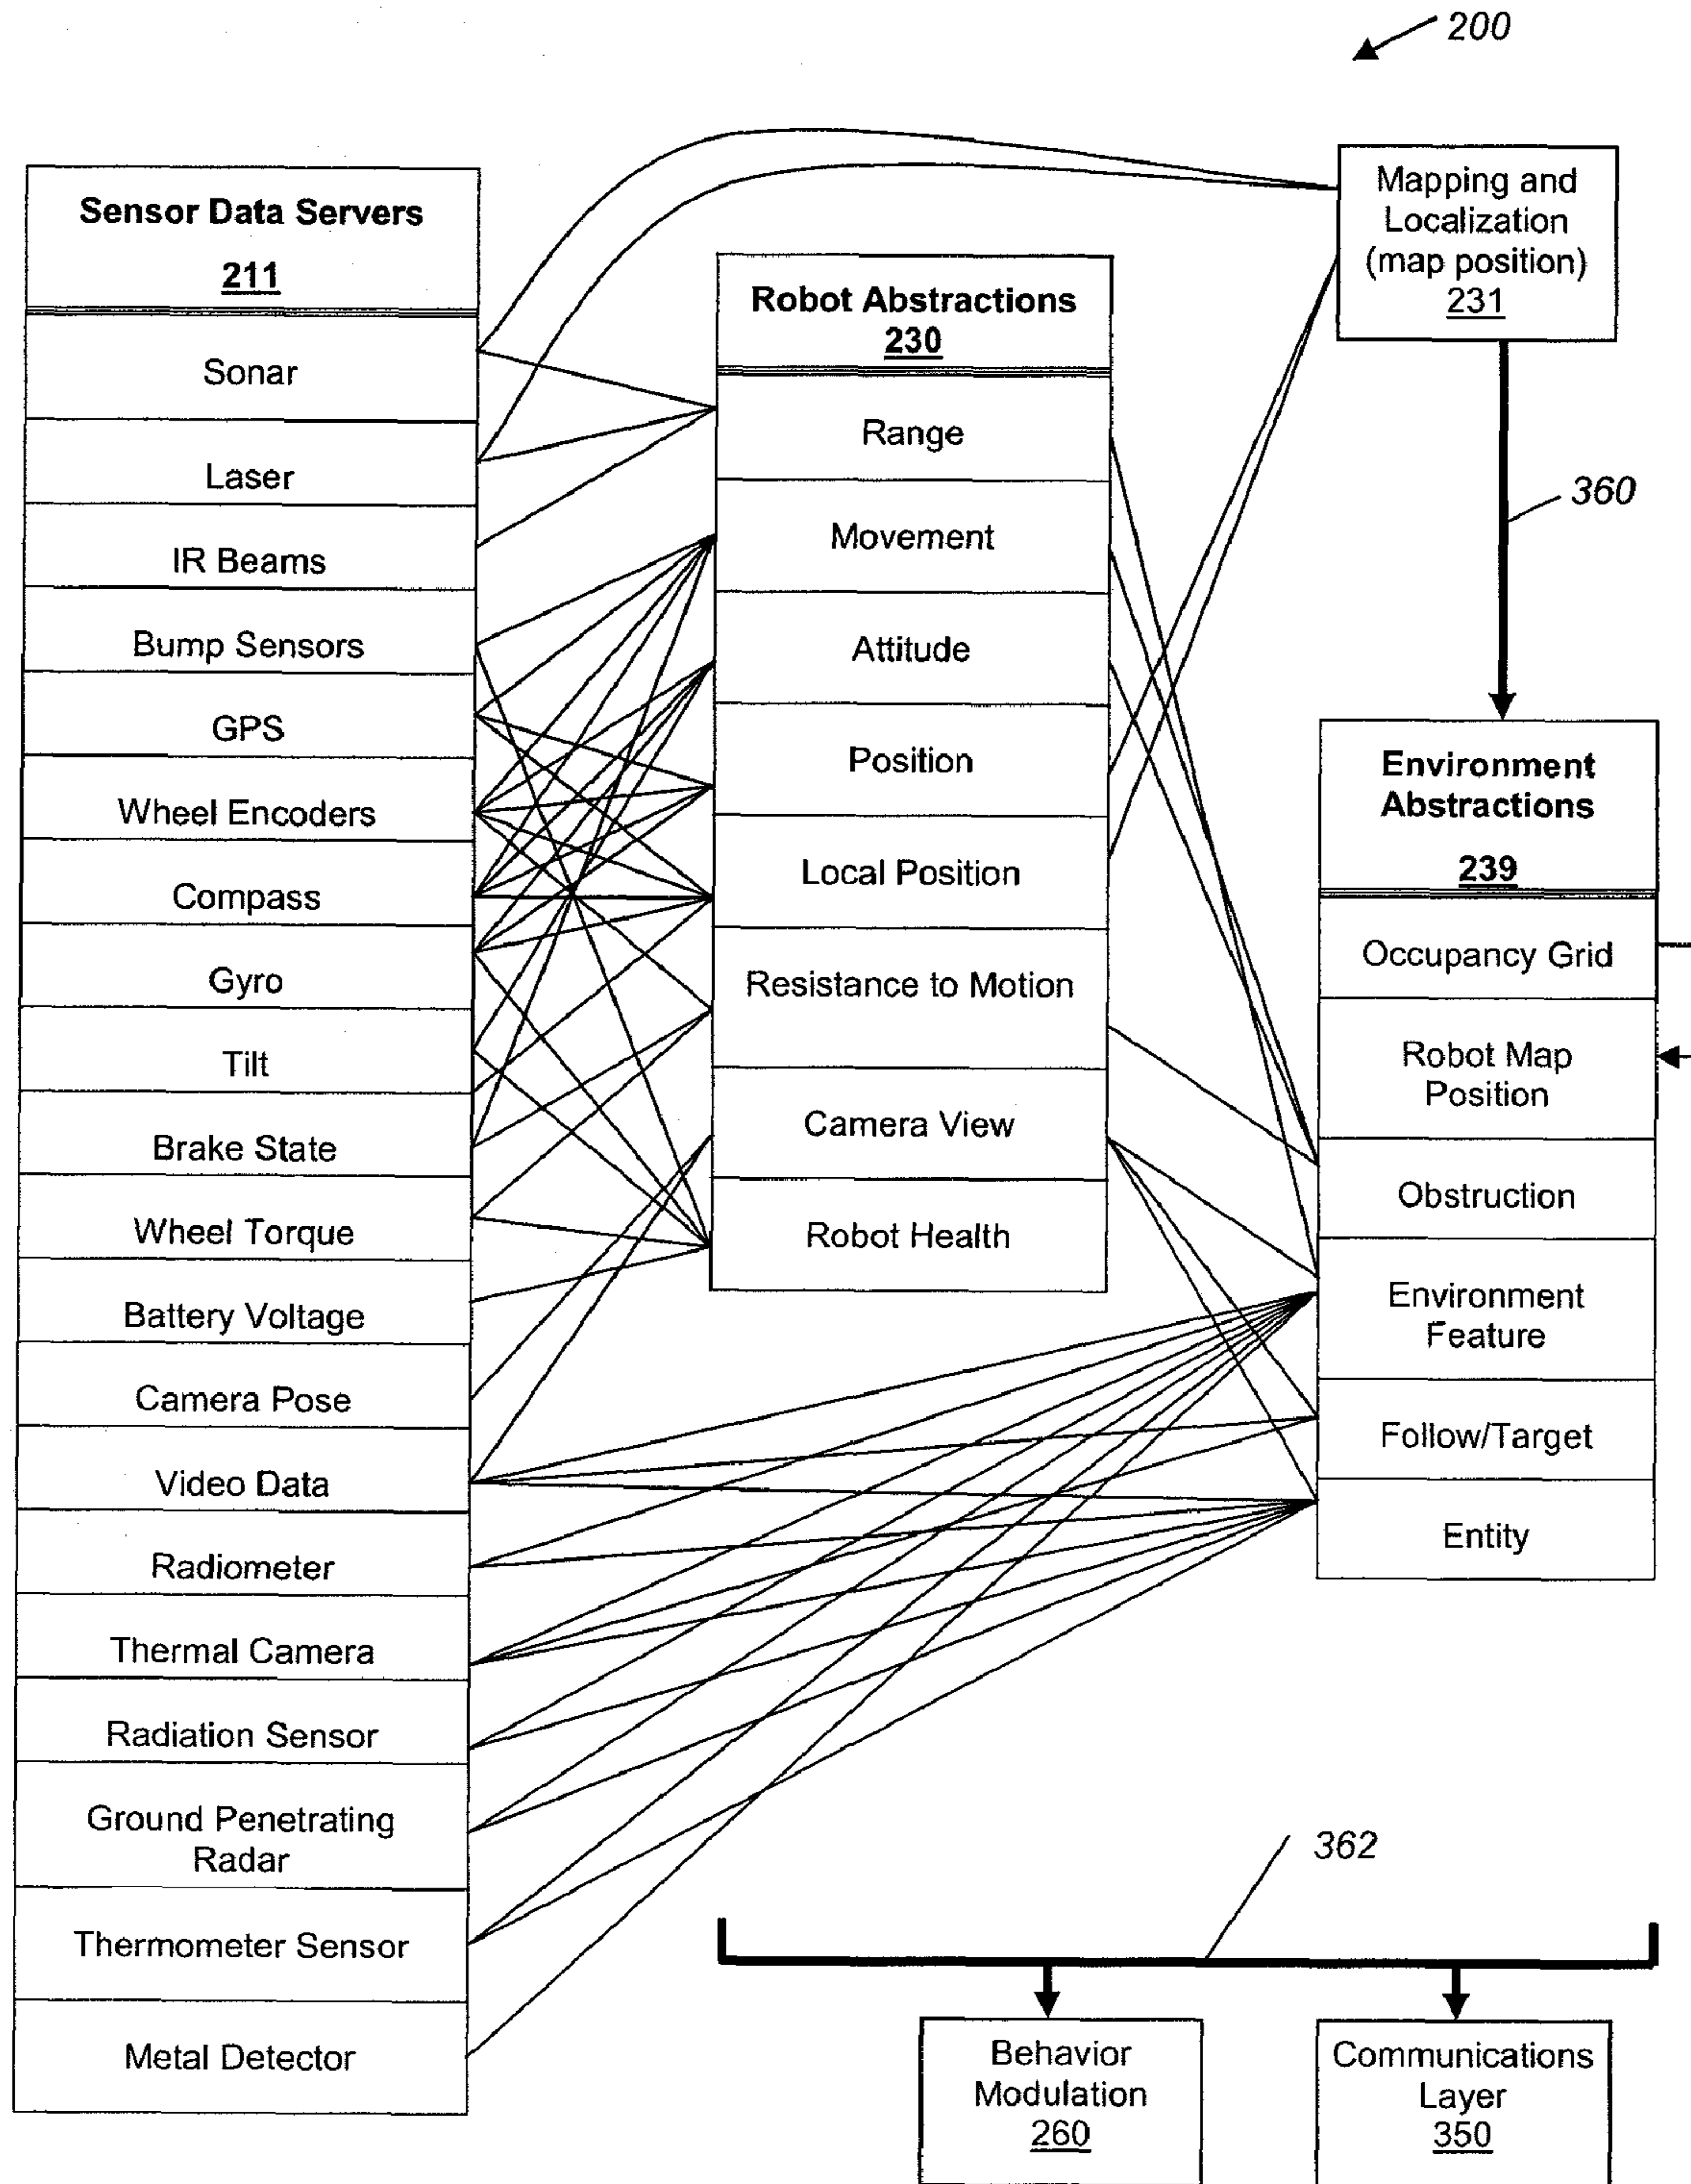 200
Sensor Data Servers
211
Sonar
Laser
IR Beams
Bump Sensors
GPS
Wheel Encoders
Compass
Gyro
Tilt
Brake State
Wheel Torque
Battery Voltage
Camera Pose
Video Data
Radiometer
Thermal Camera
Radiation Sensor
Ground Penetrating
Radar
Thermometer Sensor
Metal Detector
Robot Abstractions
230
Range
Movement
Attitude
Position
Local Position
Resistance to Motion
Camera View
Robot Health
Mapping and
Localization
(map position)
231
360
Environment
Abstractions
239
Occupancy Grid
Robot Map
Position
Obstruction
Environment
Feature
Follow/Target
Entity
362
Behavior
Modulation
260
Communications
Layer
350